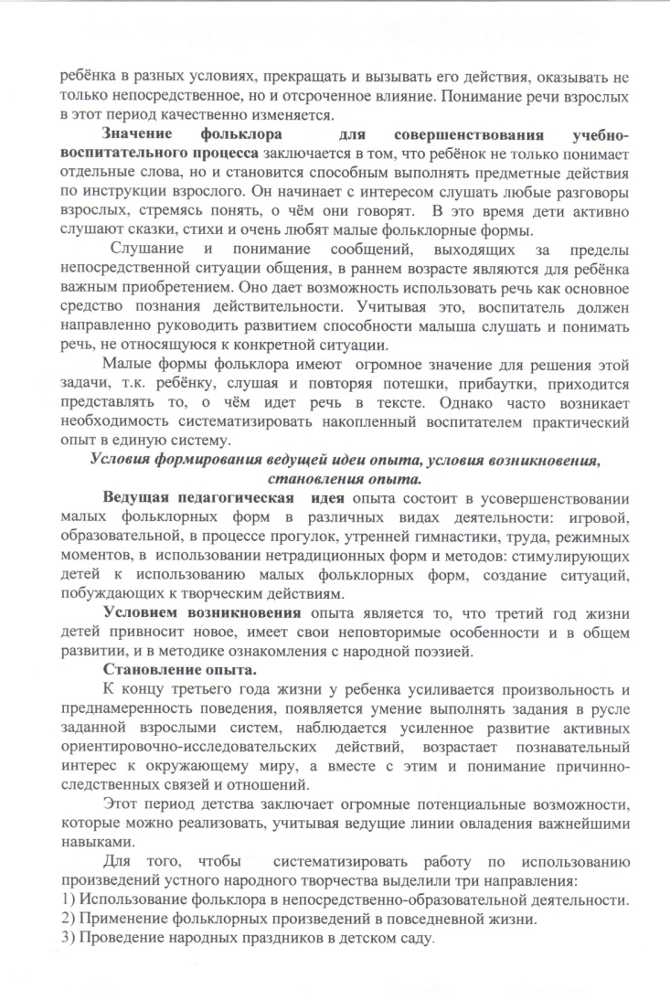 ребёнка в разных условиях, прекращать и вызывать его действия, оказывать не
только непосредственное, но и отсроченное влияние. Понимание речи взрослых
в этот период качественно изменяется.
Значение фольклора для совершенствования учебно-
воспитательного процесса заключается в том, что ребёнок не только понимает
отдельные слова, но и становится способным выполнять предметные действия
по инструкции взрослого. Он начинает с интересом слушать любые разговоры
взрослых, стремясь понять, о чём они говорят. В это время дети активно
слушают сказки, стихи и очень любят малые фольклорные формы.
Слушание и понимание сообщений, выходящих за пределы
непосредственной ситуации общения, в раннем возрасте являются для ребёнка
важным приобретением. Оно дает возможность использовать речь как основное
средство познания действительности. Учитывая это, воспитатель должен
направленно руководить развитием способности малыша слушать и понимать
речь, не относящуюся к конкретной ситуации.
Малые формы фольклора имеют огромное значение для решения этой
задачи, т.к. ребёнку, слушая и повторяя потешки, прибаутки, приходится
представлять то, о чём идет речь в тексте. Однако часто возникает
необходимость систематизировать накопленный воспитателем практический
опыт в единую систему.
Условия формирования ведущей идеи опыта, условия возникновения,
становления опыта.
Ведущая педагогическая идея опыта состоит в усовершенствовании
малых фольклорных форм в различных видах деятельности: игровой,
образовательной, в процессе прогулок, утренней гимнастики, труда, режимных
моментов, в использовании нетрадиционных форм и методов: стимулирующих
детей к использованию малых фольклорных форм, создание ситуаций,
побуждающих к творческим действиям.
Условием возникновения опыта является то, что третий год жизни
детей привносит новое, имеет свои неповторимые особенности и в общем
развитии, и в методике ознакомления с народной поэзией.
Становление опыта.
К концу третьего года жизни у ребенка усиливается произвольность и
преднамеренность поведения, появляется умение выполнять задания в русле
заданной взрослыми систем, наблюдается усиленное развитие активных
ориентировочно-исследовательских действий, возрастает познавательный
интерес к окружающему миру, а вместе с этим и понимание причинно-
следственных связей и отношений.
Этот период детства заключает огромные потенциальные возможности,
которые можно реализовать, учитывая ведущие линии овладения важнейшими
навыками.
Для того, чтобы систематизировать работу по использованию
произведений устного народного творчества выделили три направления:
1) Использование фольклора в непосредственно-образовательной деятельности.
2) Применение фольклорных произведений в повседневной жизни.
3) Проведение народных праздников в детском саду.